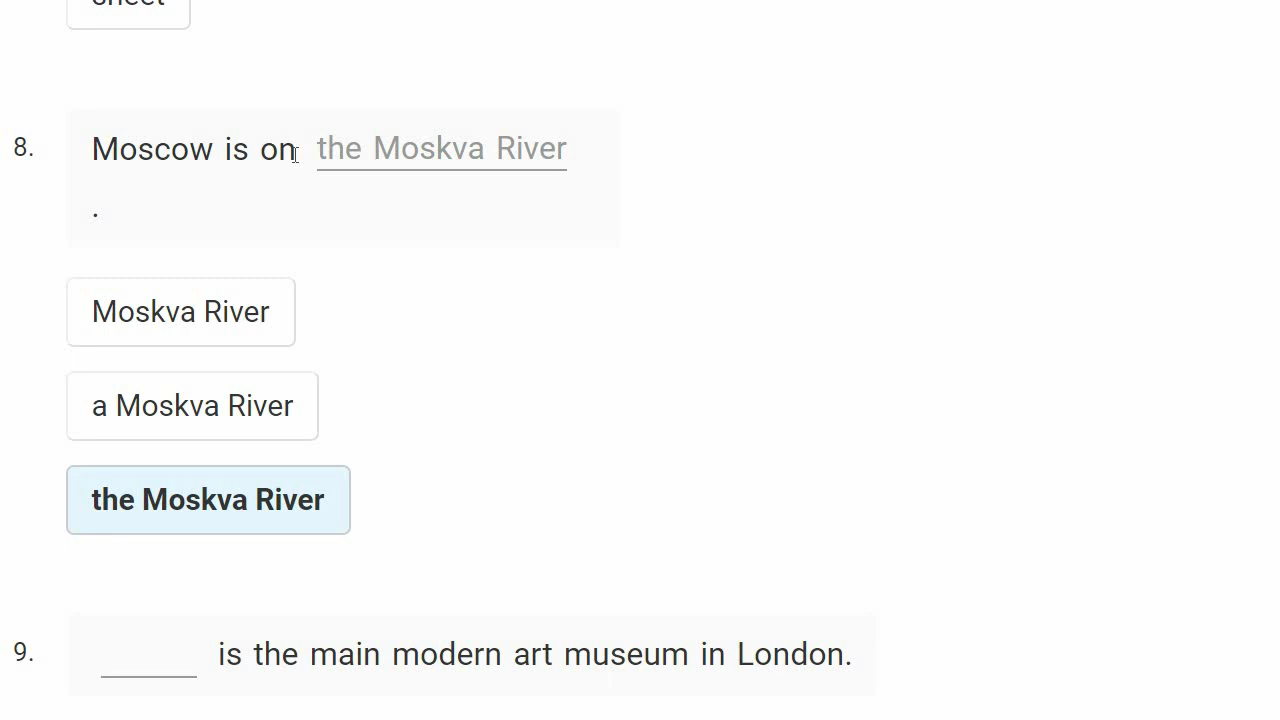 sheet
8. Moscow is on the Moskva River
.
Moskva River
a Moskva River
the Moskva River
9. is the main modern art museum in London.